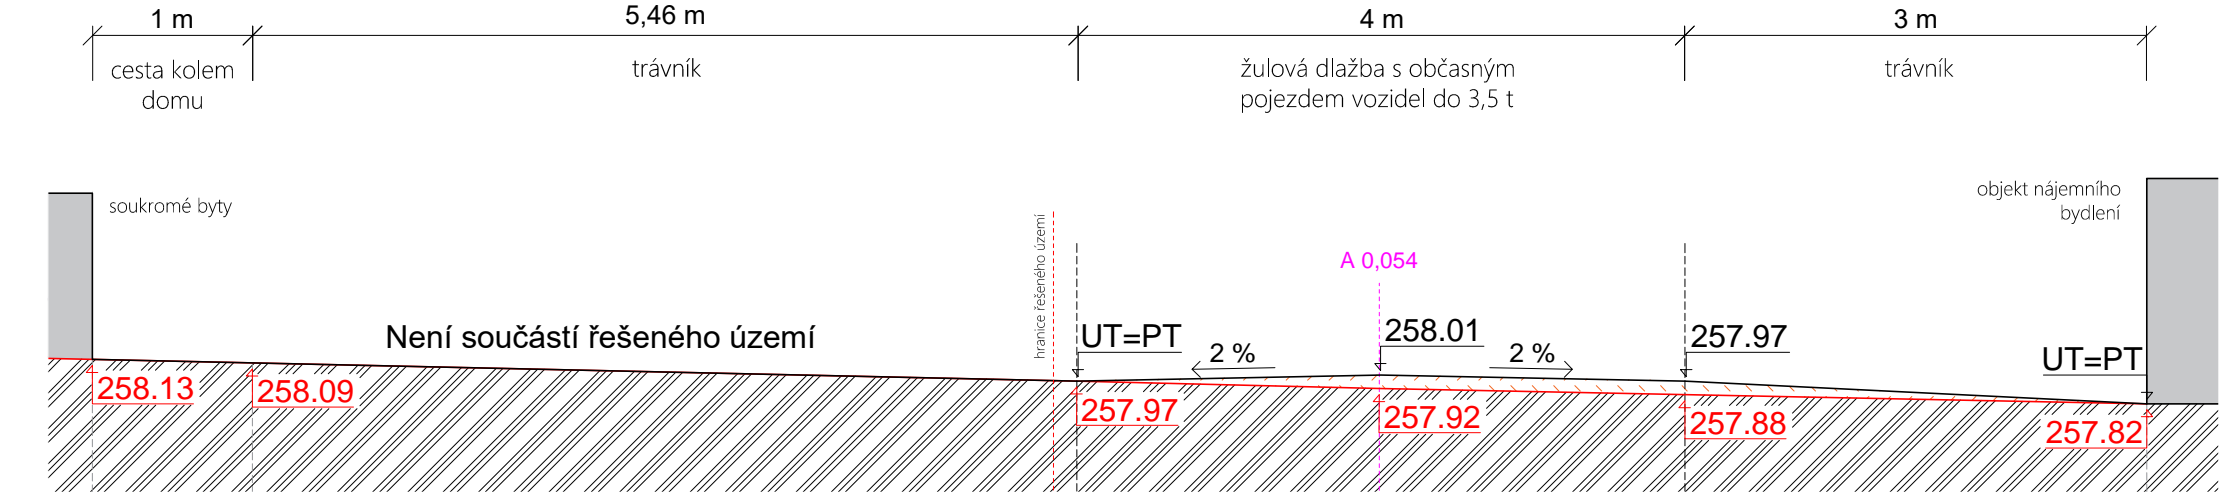 1 m
5,46 m
4 m
3 m
cesta kolem
domu
trávník
žulová dlažba s občasným
pojezdem vozidel do 3,5 t
trávník
soukromé byty
objekt nájemního
bydlení
hranice řešeného území
A 0,054
Není součástí řešeného území
UT=PT
2 %
258.01
2 %
257.97
UT=PT
258.13
258.09
257.97
257.92
257.88
257.82